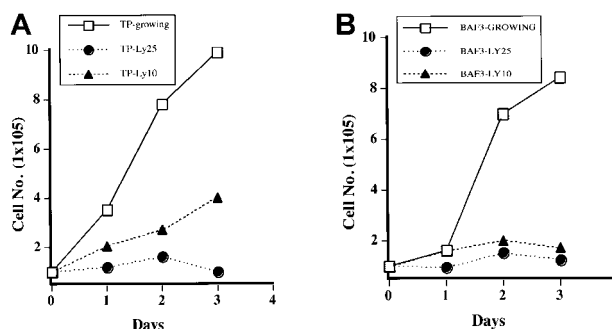 A
TP-growing
TP-Ly25
TP-Ly10
10
8
6
4
2
Cell No. (1x105)
0
1
2
3
4
Days
B
BAF3-GROWING
BAF3-LY25
BAF3-LY10
10
8
6
4
2
Cell No. (1x105)
0
1
2
3
Days